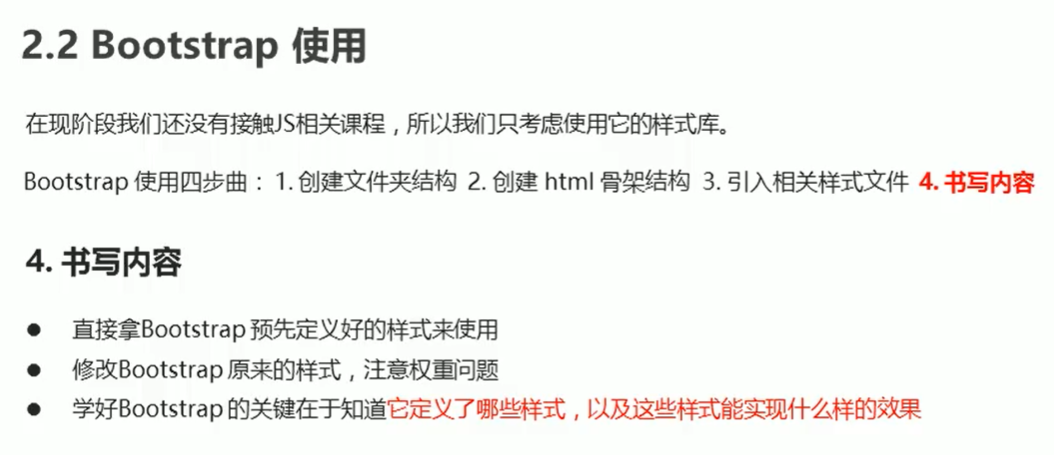 2.2 Bootstrap 使用
在现阶段我们还没有接触JS相关课程，所以我们只考虑使用它的样式库。
Bootstrap 使用四步曲： 1. 创建文件夹结构 2. 创建 html 骨架结构 3. 引入相关样式文件 4. 书写内容
4. 书写内容
● 直接拿Bootstrap 预先定义好的样式来使用
● 修改Bootstrap 原来的样式，注意权重问题
● 学好Bootstrap 的关键在于知道它定义了哪些样式，以及这些样式能实现什么样的效果